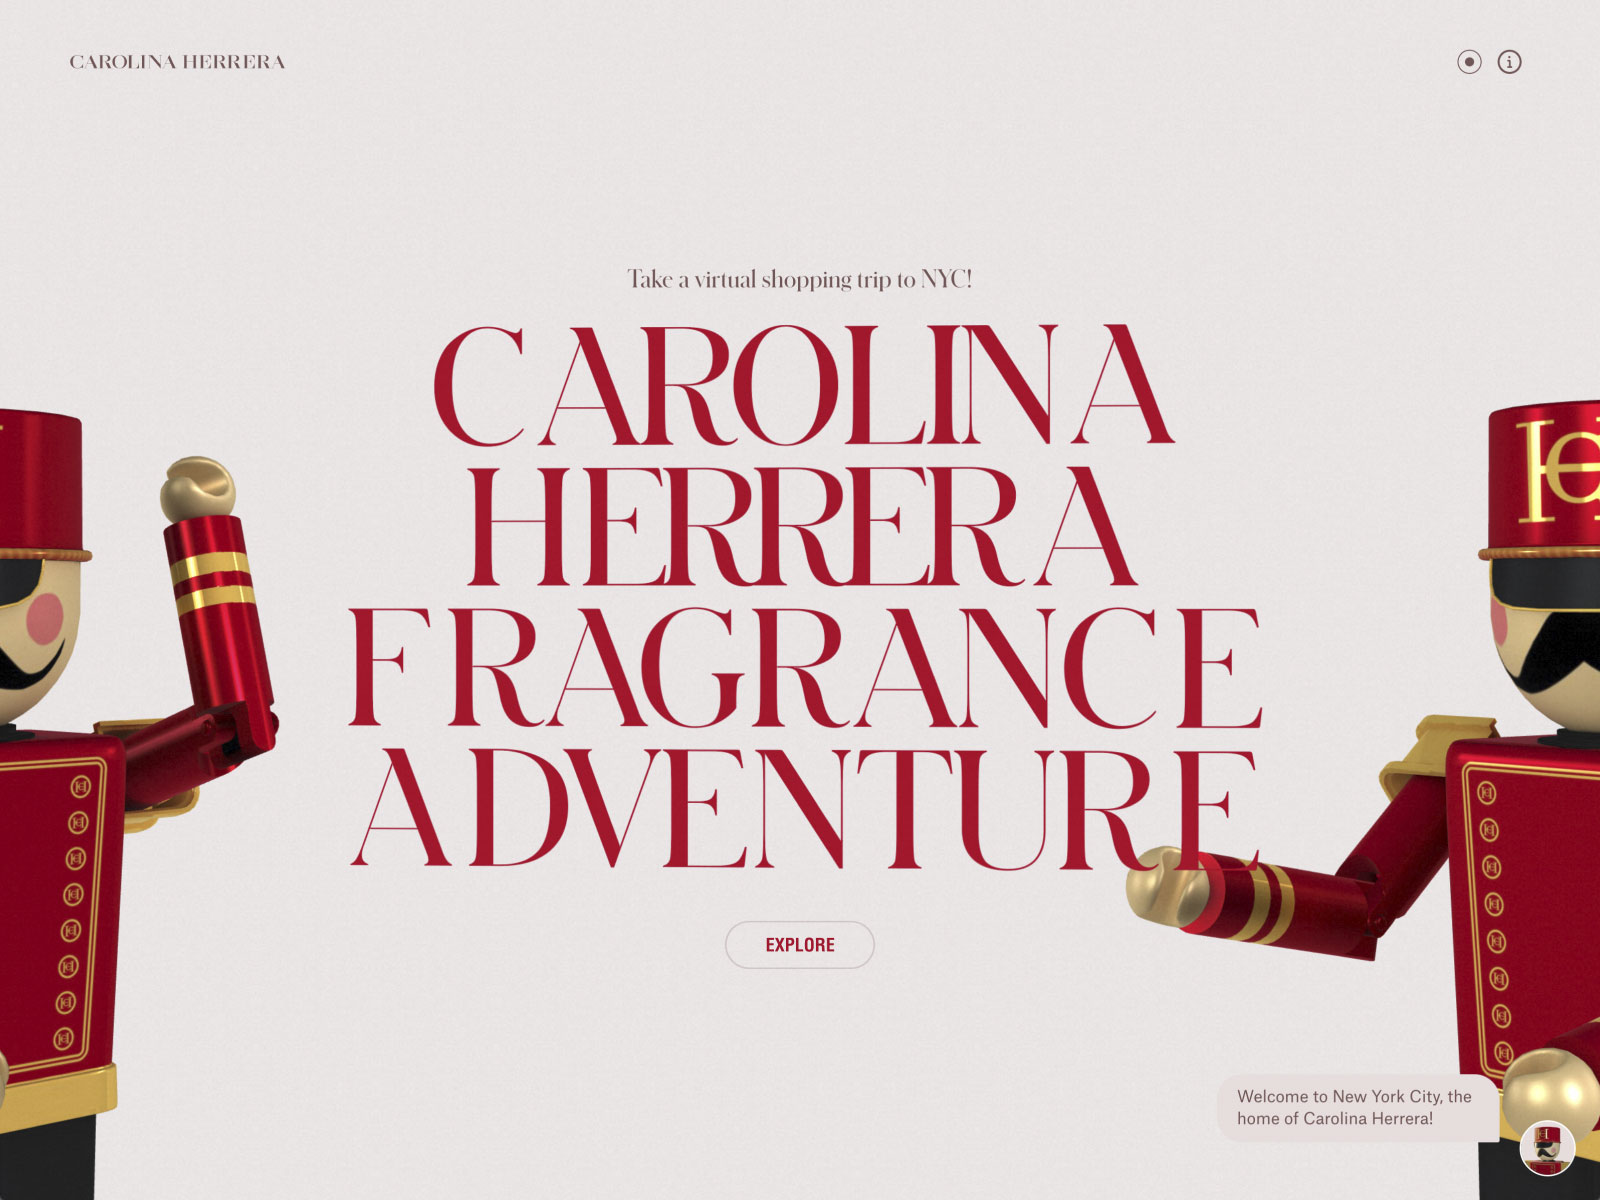 CAROLINA HERRERA
Take a virtual shopping trip to NYC!
CAROLINA
HERRERA
FRAGRANCE
ADVENTURE
EXPLORE
Welcome to New York City, the
home of Carolina Herrera!